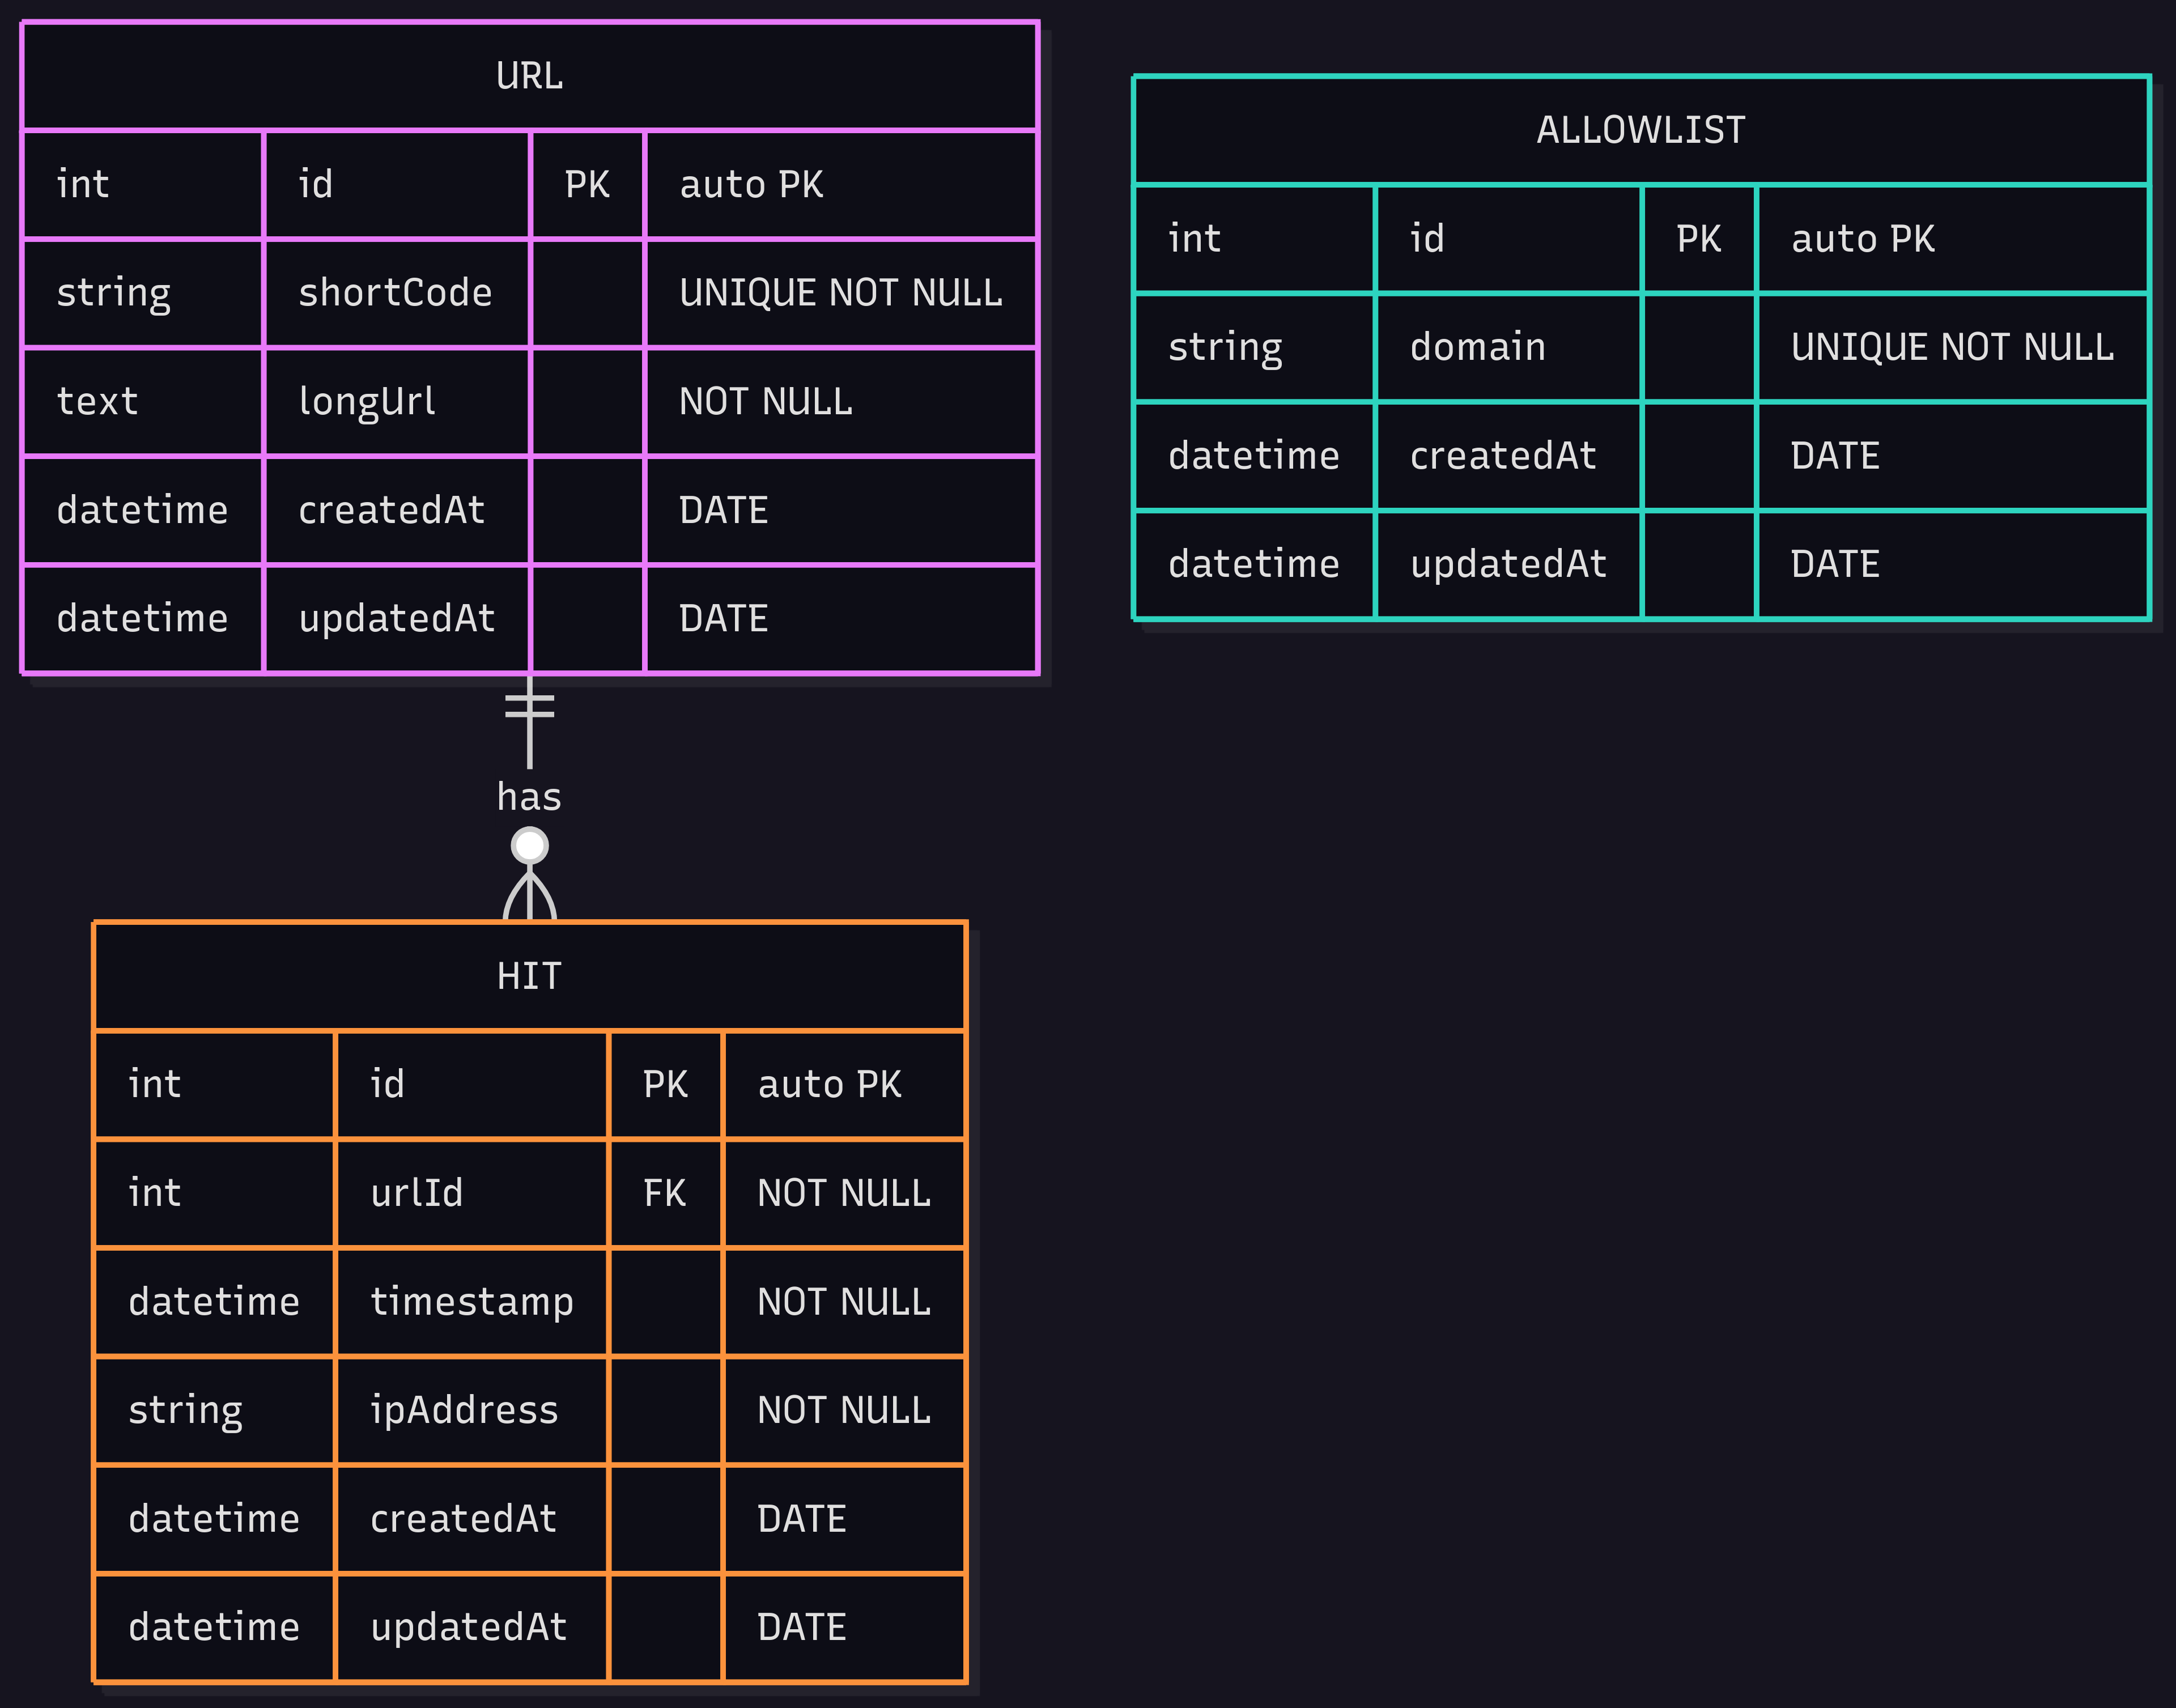 URL
int id PK auto PK
string shortCode UNIQUE NOT NULL
text longUrl NOT NULL
datetime createdAt DATE
datetime updatedAt DATE
ALLOWLIST
int id PK auto PK
string domain UNIQUE NOT NULL
datetime createdAt DATE
datetime updatedAt DATE
has
HIT
int id PK auto PK
int urlId FK NOT NULL
datetime timestamp NOT NULL
string ipAddress NOT NULL
datetime createdAt DATE
datetime updatedAt DATE